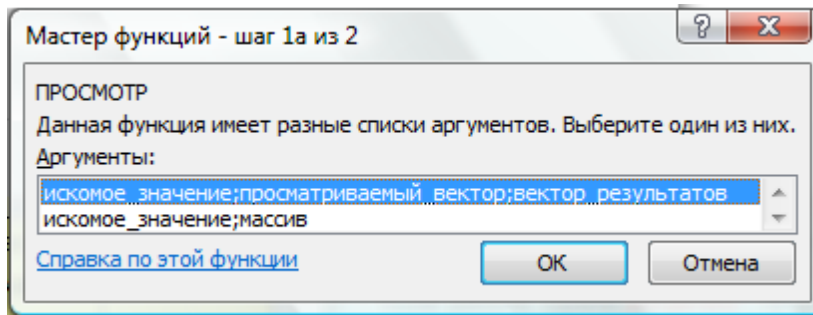 Мастер функций - шаг 1a из 2
?
ПРОСМОТР
Данная функция имеет разные списки аргументов. Выберите один из них.
Аргументы:
искомое_значение;просматриваемый_вектор;вектор_результатов
искомое_значение;массив
Справка по этой функции
ОК
Отмена